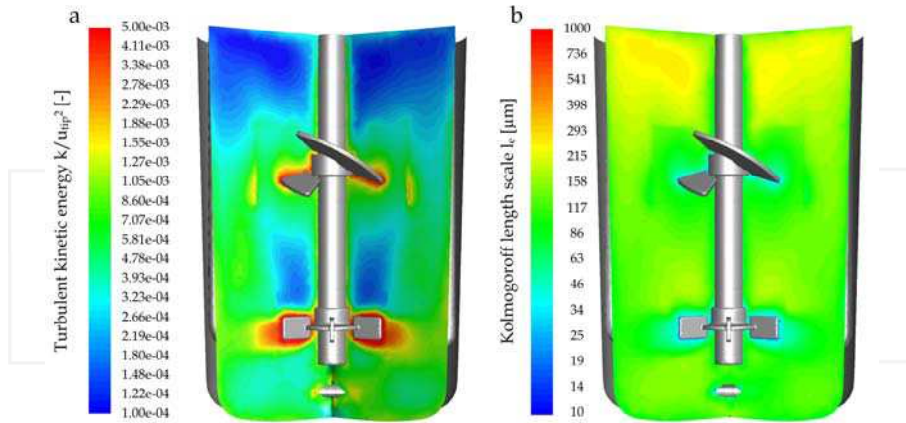 a
Turbulent kinetic energy k/u_tip² [-]
5.00e-03
4.11e-03
3.38e-03
2.78e-03
2.29e-03
1.88e-03
1.55e-03
1.27e-03
1.05e-03
8.60e-04
7.07e-04
5.81e-04
4.78e-04
3.93e-04
3.23e-04
2.66e-04
2.19e-04
1.80e-04
1.48e-04
1.22e-04
1.00e-04
b
Kolmogoroff length scale l_c [µm]
1000
736
541
398
293
215
158
117
86
63
46
34
25
19
14
10